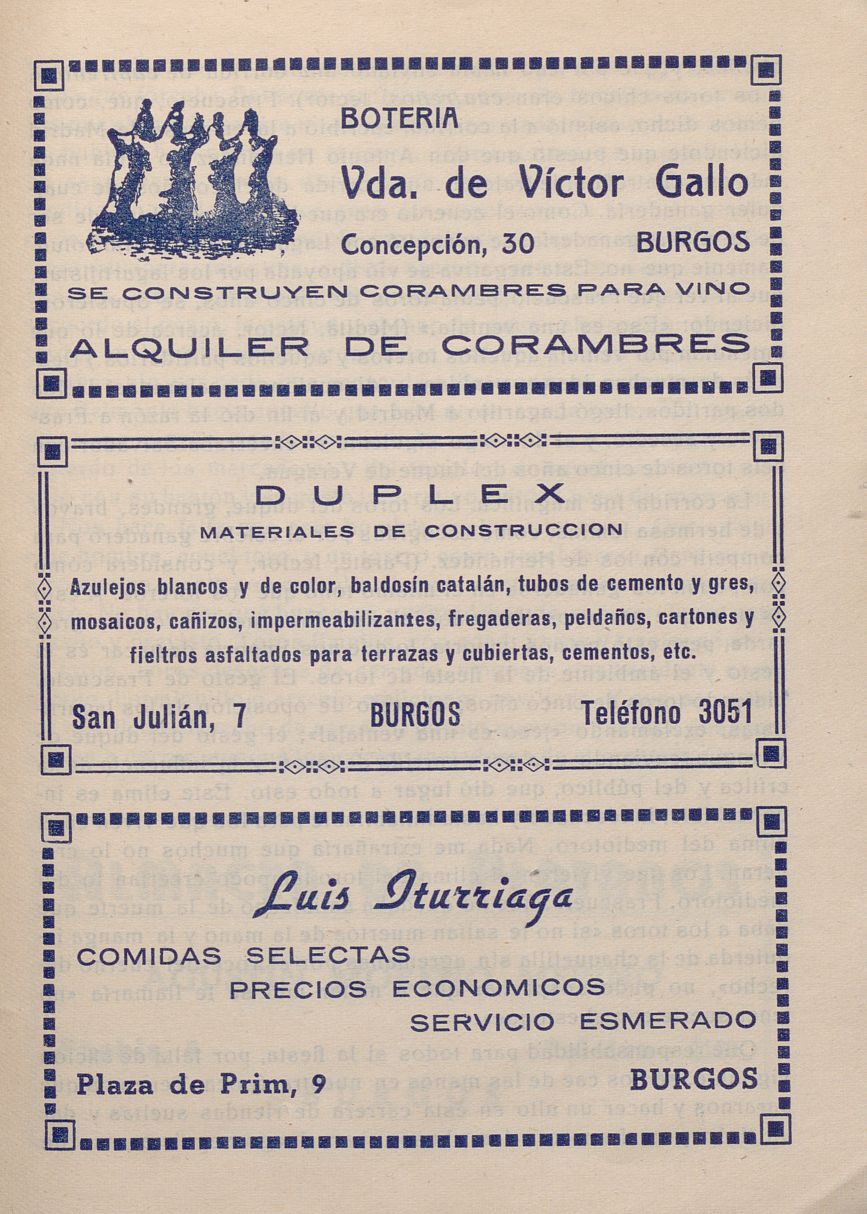 BOTERIA
Vda. de Víctor Gallo
Concepción, 30 BURGOS
SE CONSTRUYEN CORAMBRES PARA VINO
ALQUILER DE CORAMBRES
DUPLEX
MATERIALES DE CONSTRUCCION
Azulejos blancos y de color, baldosín catalán, tubos de cemento y gres,
mosaicos, cañizos, impermeabilizantes, fregaderas, peldaños, cartones y
fieltros asfaltados para terrazas y cubiertas, cementos, etc.
San Julián, 7 BURGOS Teléfono 3051
Luis Iturriaga
COMIDAS SELECTAS
PRECIOS ECONOMICOS
SERVICIO ESMERADO
Plaza de Prim, 9 BURGOS